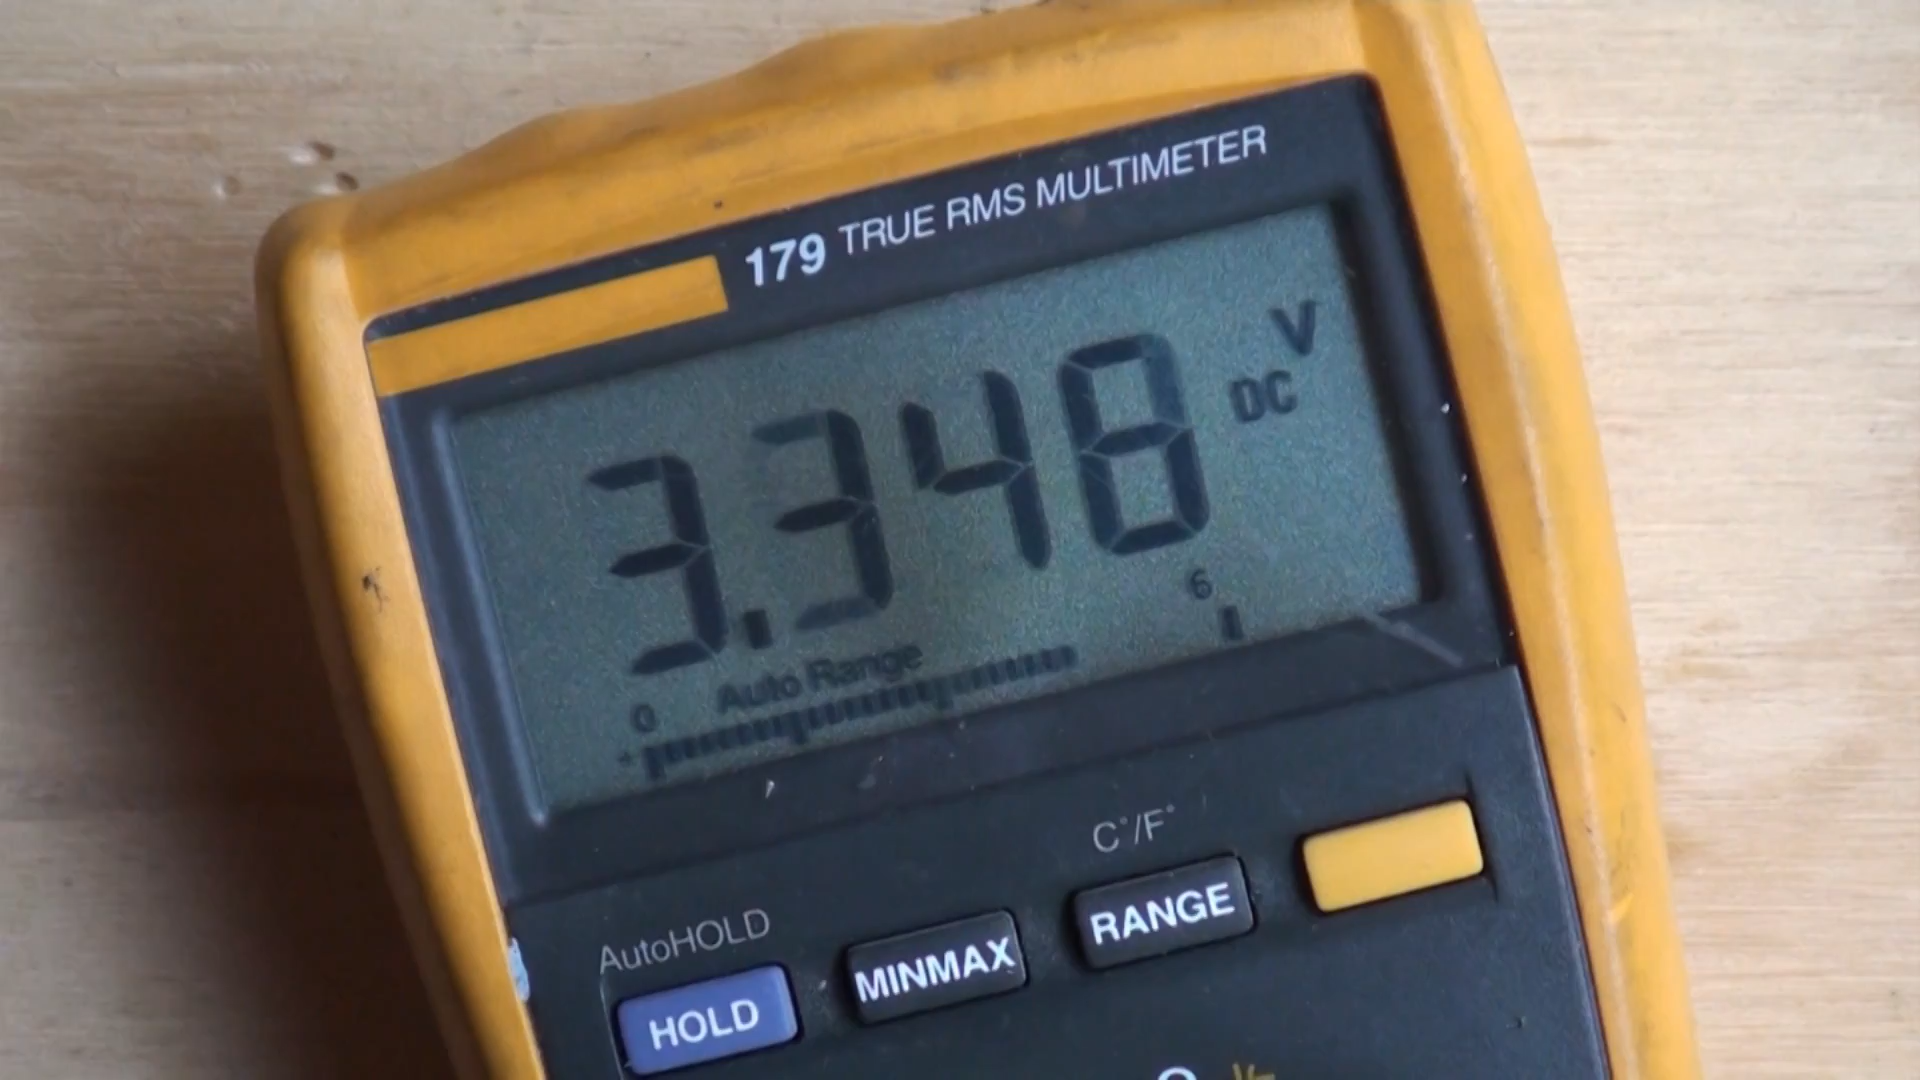 179 TRUE RMS MULTIMETER
3.348 V DC
6
Auto Range
0
C°/F°
AutoHOLD
HOLD MINMAX RANGE